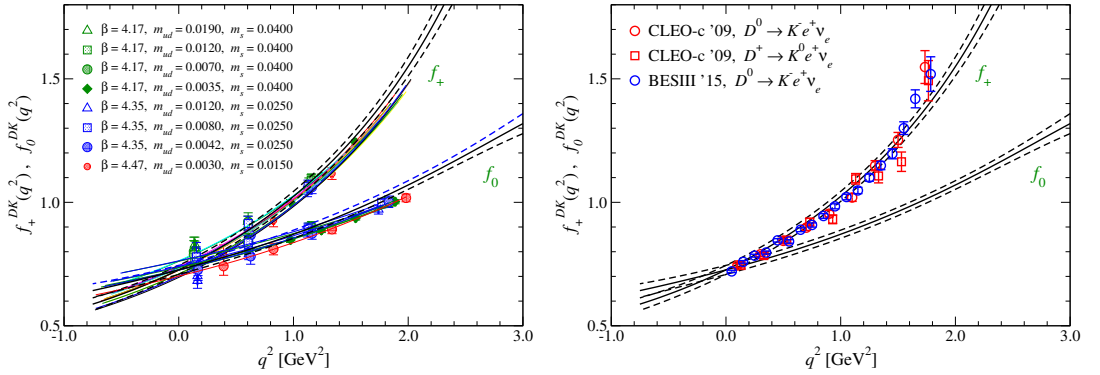 β = 4.17, m_ud = 0.0190, m_s = 0.0400
β = 4.17, m_ud = 0.0120, m_s = 0.0400
β = 4.17, m_ud = 0.0070, m_s = 0.0400
β = 4.17, m_ud = 0.0035, m_s = 0.0400
β = 4.35, m_ud = 0.0120, m_s = 0.0250
β = 4.35, m_ud = 0.0080, m_s = 0.0250
β = 4.35, m_ud = 0.0042, m_s = 0.0250
β = 4.47, m_ud = 0.0030, m_s = 0.0150
f_+
f_0
f_+^{DK}(q^2) , f_0^{DK}(q^2)
1.5
1.0
0.5
-1.0 0.0 1.0 2.0 3.0
q^2 [GeV^2]
CLEO-c '09, D^0 → K^- e^+ ν_e
CLEO-c '09, D^+ → K^0 e^+ ν_e
BESIII '15, D^0 → K^- e^+ ν_e
f_+
f_0
f_+^{DK}(q^2) , f_0^{DK}(q^2)
1.5
1.0
0.5
-1.0 0.0 1.0 2.0 3.0
q^2 [GeV^2]